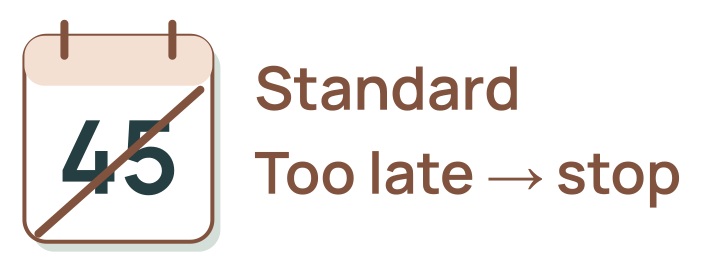 45
Standard
Too late → stop